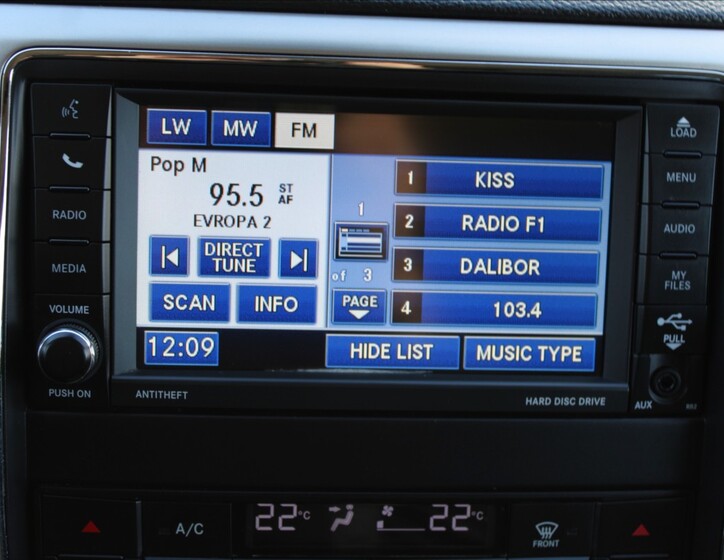 LW MW FM
LOAD
Pop M
95.5 ST AF
EVROPA 2
DIRECT TUNE
SCAN INFO
12:09
1 of 3
PAGE
1 KISS
2 RADIO F1
3 DALIBOR
4 103.4
HIDE LIST MUSIC TYPE
RADIO
MEDIA
VOLUME
PUSH ON
MENU
AUDIO
MY FILES
PULL
AUX
ANTITHEFT
HARD DISC DRIVE
A/C
22°C
22°C
FRONT